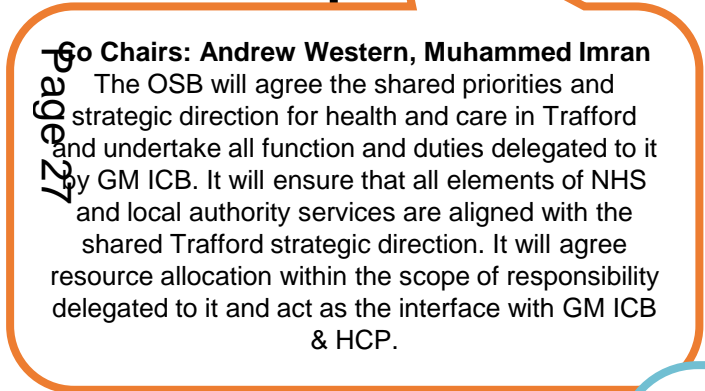 Co Chairs: Andrew Western, Muhammed Imran
The OSB will agree the shared priorities and
strategic direction for health and care in Trafford
and undertake all function and duties delegated to it
by GM ICB. It will ensure that all elements of NHS
and local authority services are aligned with the
shared Trafford strategic direction. It will agree
resource allocation within the scope of responsibility
delegated to it and act as the interface with GM ICB
& HCP.
Page 27